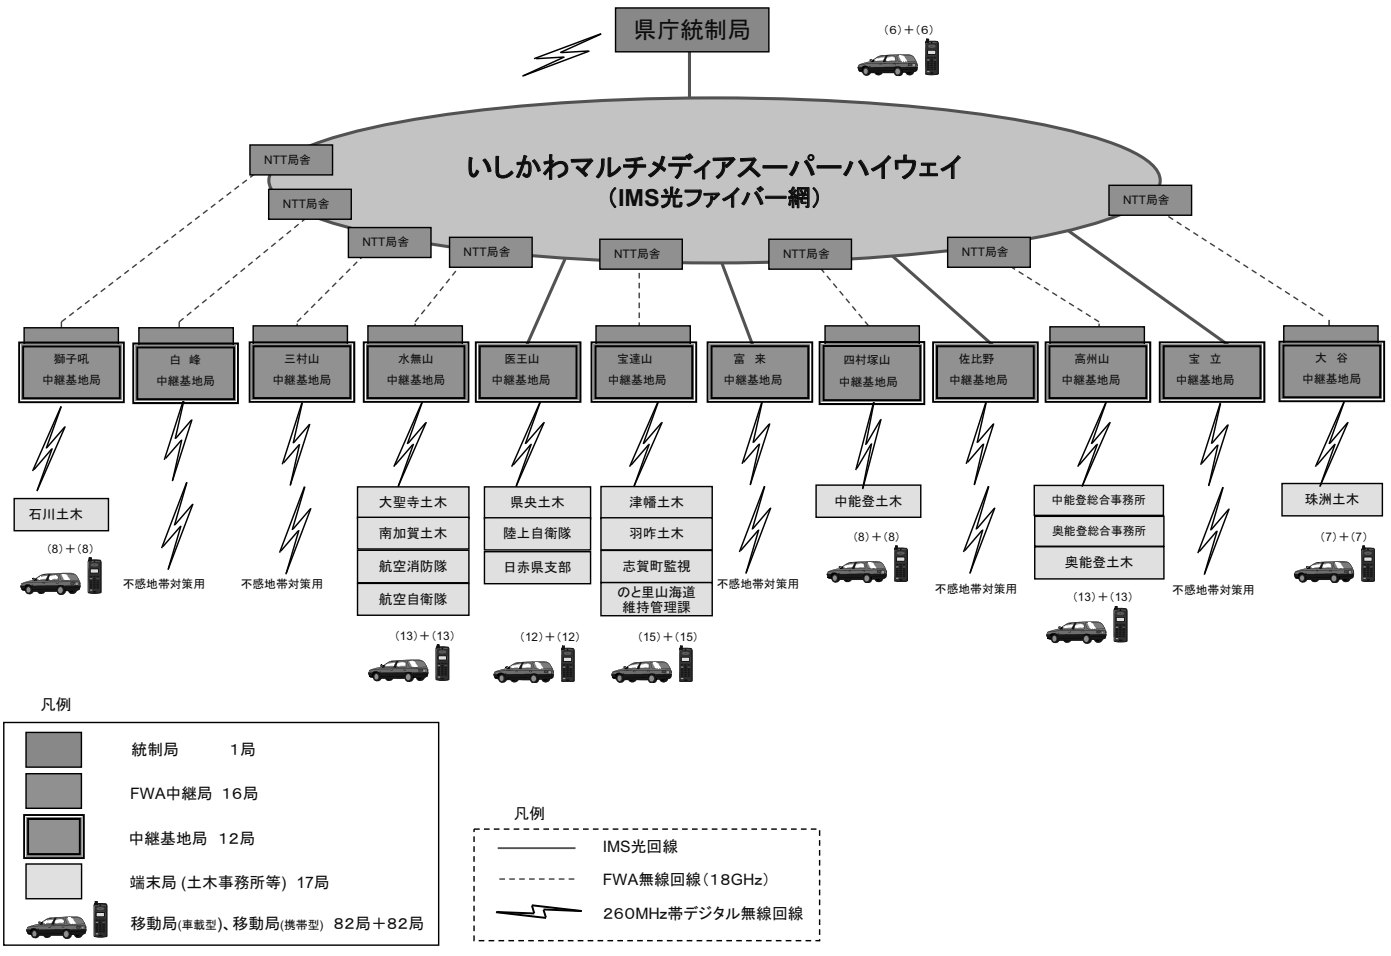 県庁統制局
(6)+(6)
いしかわマルチメディアスーパーハイウェイ
(IMS光ファイバー網)
NTT局舎
NTT局舎
NTT局舎
NTT局舎
NTT局舎
NTT局舎
NTT局舎
NTT局舎
獅子吼
中継基地局
白 峰
中継基地局
三村山
中継基地局
水無山
中継基地局
医王山
中継基地局
宝達山
中継基地局
富 来
中継基地局
四村塚山
中継基地局
佐比野
中継基地局
高州山
中継基地局
宝 立
中継基地局
大 谷
中継基地局
石川土木
(8)+(8)
不感地帯対策用
不感地帯対策用
大聖寺土木
南加賀土木
航空消防隊
航空自衛隊
(13)+(13)
県央土木
陸上自衛隊
日赤県支部
(12)+(12)
津幡土木
羽咋土木
志賀町監視
のと里山海道
維持管理課
(15)+(15)
不感地帯対策用
中能登土木
(8)+(8)
不感地帯対策用
中能登総合事務所
奥能登総合事務所
奥能登土木
(13)+(13)
不感地帯対策用
珠洲土木
(7)+(7)
凡例
統制局 1局
FWA中継局 16局
中継基地局 12局
端末局 (土木事務所等) 17局
移動局(車載型)、移動局(携帯型) 82局+82局
凡例
IMS光回線
FWA無線回線(18GHz)
260MHz帯デジタル無線回線